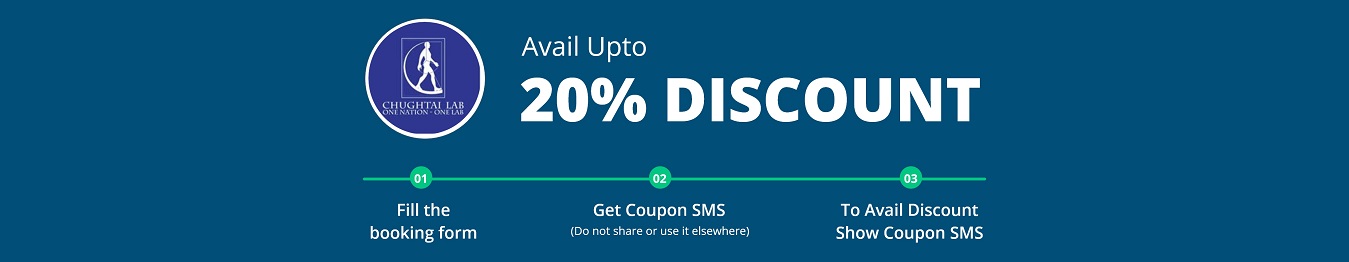 CHUGHTAI LAB
ONE NATION - ONE LAB
Avail Upto
20% DISCOUNT
01
Fill the
booking form
02
Get Coupon SMS
(Do not share or use it elsewhere)
03
To Avail Discount
Show Coupon SMS